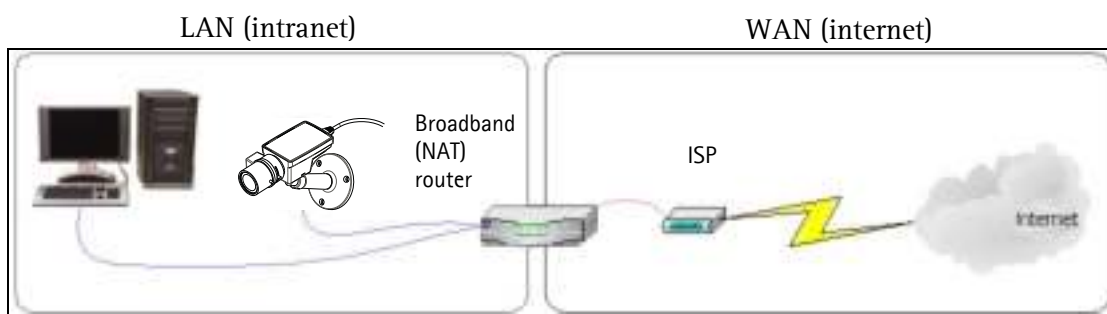 LAN (intranet)
WAN (internet)
Broadband
(NAT)
router
ISP
Internet